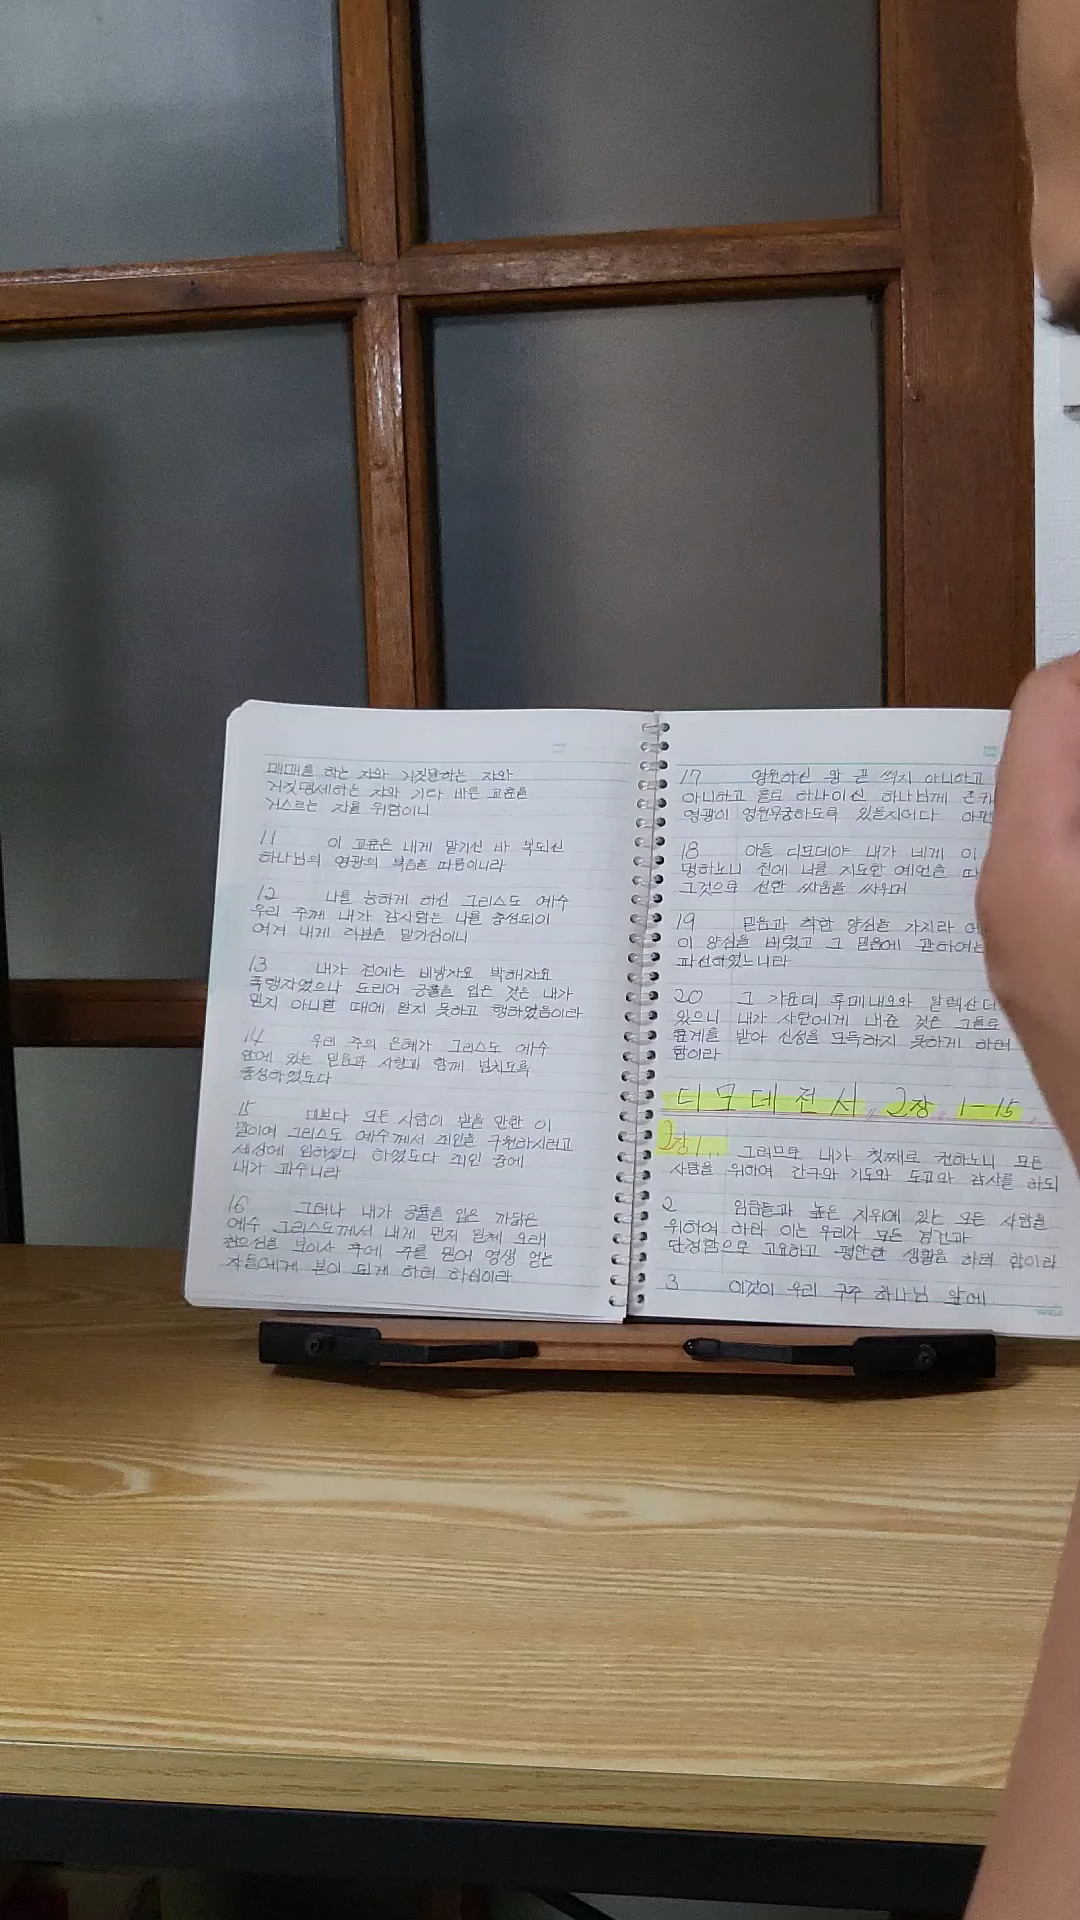 매매를 하는 자와 거짓말하는 자와
거짓맹세하는 자와 기타 바른 교훈을
거스르는 자를 위함이니
11 이 교훈은 내게 맡기신 바 복되신
하나님의 영광의 복음을 따름이니라
12 나를 능하게 하신 그리스도 예수
우리 주께 내가 감사함은 나를 충성되이
여겨 내게 직분을 맡기심이니
13 내가 전에는 비방자요 박해자요
폭행자였으나 도리어 긍휼을 입은 것은 내가
믿지 아니할 때에 알지 못하고 행하였음이라
14 우리 주의 은혜가 그리스도 예수
안에 있는 믿음과 사랑과 함께 넘치도록
풍성하였도다
15 미쁘다 모든 사람이 받을 만한 이
말이여 그리스도 예수께서 죄인을 구원하시려고
세상에 임하셨다 하였도다 죄인 중에
내가 괴수니라
16 그러나 내가 긍휼을 입은 까닭은
예수 그리스도께서 내게 먼저 일체 오래
참으심을 보이사 후에 주를 믿어 영생 얻는
자들에게 본이 되게 하려 하심이라
17 영원하신 왕 곧 썩지 아니하고
아니하고 홀로 하나이신 하나님께 존귀
영광이 영원무궁하도록 있을지어다 아멘
18 아들 디모데야 내가 네게 이
명하노니 전에 너를 지도한 예언을 따
그것으로 선한 싸움을 싸우며
19 믿음과 착한 양심을 가지라 어
이 양심을 버렸고 그 믿음에 관하여는
파선하였느니라
20 그 가운데 후메내오와 알렉산더
있으니 내가 사탄에게 내준 것은 그들로
훈계를 받아 신성을 모독하지 못하게 하려
함이라
디모데전서 2장 1-15
2장 1 그러므로 내가 첫째로 권하노니 모든
사람을 위하여 간구와 기도와 도고와 감사를 하되
2 임금들과 높은 지위에 있는 모든 사람을
위하여 하라 이는 우리가 모든 경건과
단정함으로 고요하고 평안한 생활을 하려 함이라
3 이것이 우리 구주 하나님 앞에